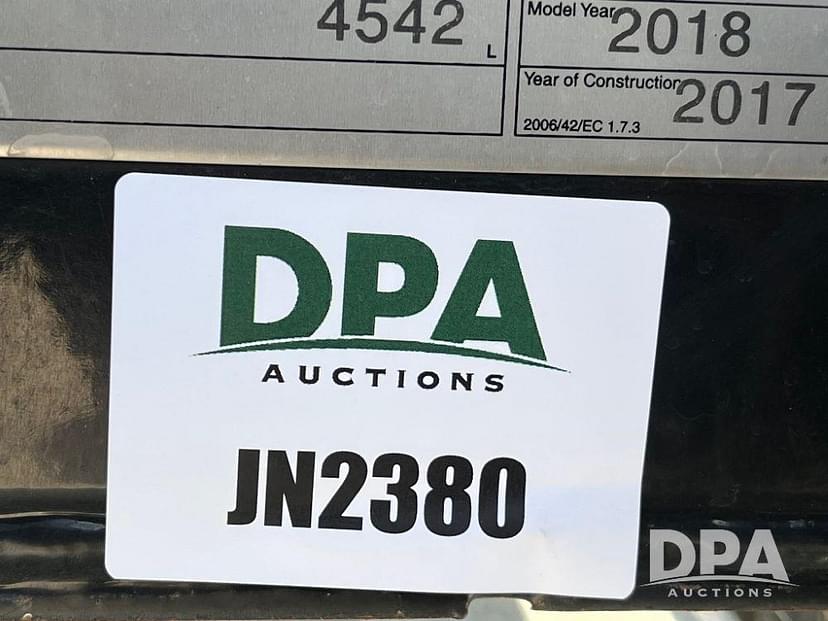 4542 L
Model Year 2018
Year of Construction 2017
2006/42/EC 1.7.3
DPA
AUCTIONS
JN2380
DPA
AUCTIONS